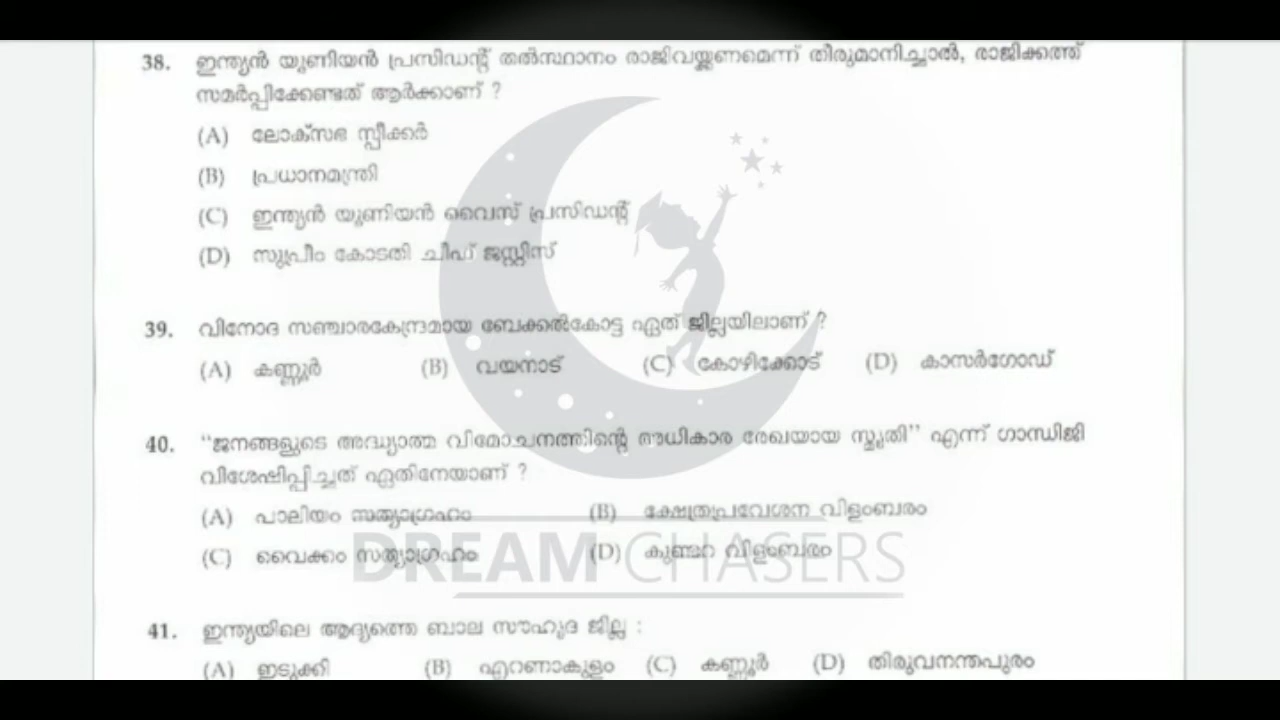 38. ഇന്ത്യൻ യൂണിയൻ പ്രസിഡന്റ് തൽസ്ഥാനം രാജിവയ്ക്കണമെന്ന് തീരുമാനിച്ചാൽ, രാജിക്കത്ത്
സമർപ്പിക്കേണ്ടത് ആർക്കാണ് ?
(A) ലോക്സഭ സ്പീക്കർ
(B) പ്രധാനമന്ത്രി
(C) ഇന്ത്യൻ യൂണിയൻ വൈസ് പ്രസിഡന്റ്
(D) സുപ്രീം കോടതി ചീഫ് ജസ്റ്റിസ്
39. വിനോദ സഞ്ചാരകേന്ദ്രമായ ബേക്കൽകോട്ട ഏത് ജില്ലയിലാണ് ?
(A) കണ്ണൂർ (B) വയനാട് (C) കോഴിക്കോട് (D) കാസർഗോഡ്
40. “ജനങ്ങളുടെ അദ്ധ്യാത്മ വിമോചനത്തിന്റെ അധികാര രേഖയായ സ്മൃതി” എന്ന് ഗാന്ധിജി
വിശേഷിപ്പിച്ചത് ഏതിനേയാണ് ?
(A) പാലിയം സത്യാഗ്രഹം (B) ക്ഷേത്രപ്രവേശന വിളംബരം
(C) വൈക്കം സത്യാഗ്രഹം (D) കുണ്ടറ വിളംബരം
DREAM CHASERS
41. ഇന്ത്യയിലെ ആദ്യത്തെ ബാല സൗഹൃദ ജില്ല :
(A) ഇടുക്കി (B) എറണാകുളം (C) കണ്ണൂർ (D) തിരുവനന്തപുരം